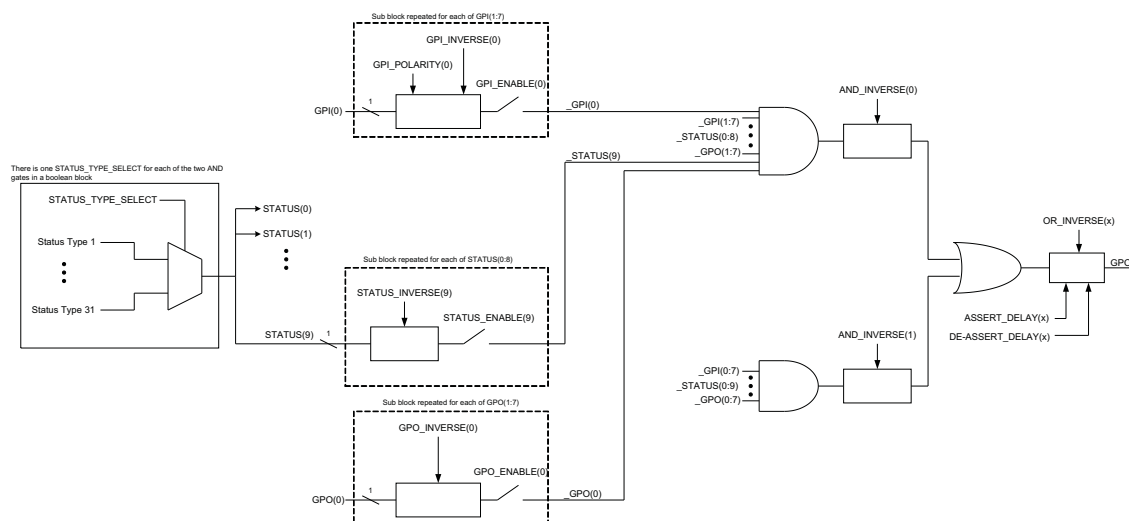 Sub block repeated for each of GPI(1:7)
GPI_INVERSE(0)
GPI_POLARITY(0)
GPI_ENABLE(0)
GPI(0)
1
_GPI(0)
AND_INVERSE(0)
_GPI(1:7)
_STATUS(0:8)
_GPO(1:7)
_STATUS(9)
There is one STATUS_TYPE_SELECT for each of the two AND
gates in a boolean block
STATUS_TYPE_SELECT
Status Type 1
Status Type 31
STATUS(0)
STATUS(1)
STATUS(9)
1
Sub block repeated for each of STATUS(0:8)
STATUS_INVERSE(9)
STATUS_ENABLE(9)
OR_INVERSE(x)
GPO
ASSERT_DELAY(x)
DE-ASSERT_DELAY(x)
AND_INVERSE(1)
_GPI(0:7)
_STATUS(0:9)
_GPO(0:7)
Sub block repeated for each of GPO(1:7)
GPO_INVERSE(0)
GPO_ENABLE(0)
GPO(0)
1
_GPO(0)